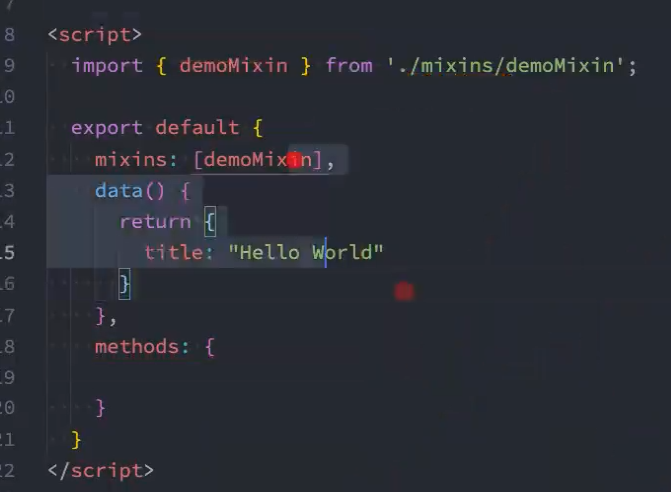 7
8 <script>
9 import { demoMixin } from './mixins/demoMixin';
10
11 export default {
12 mixins: [demoMixin],
13 data() {
14 return {
15 title: "Hello World"
16 }
17 },
18 methods: {
19
20 }
21 }
22 </script>